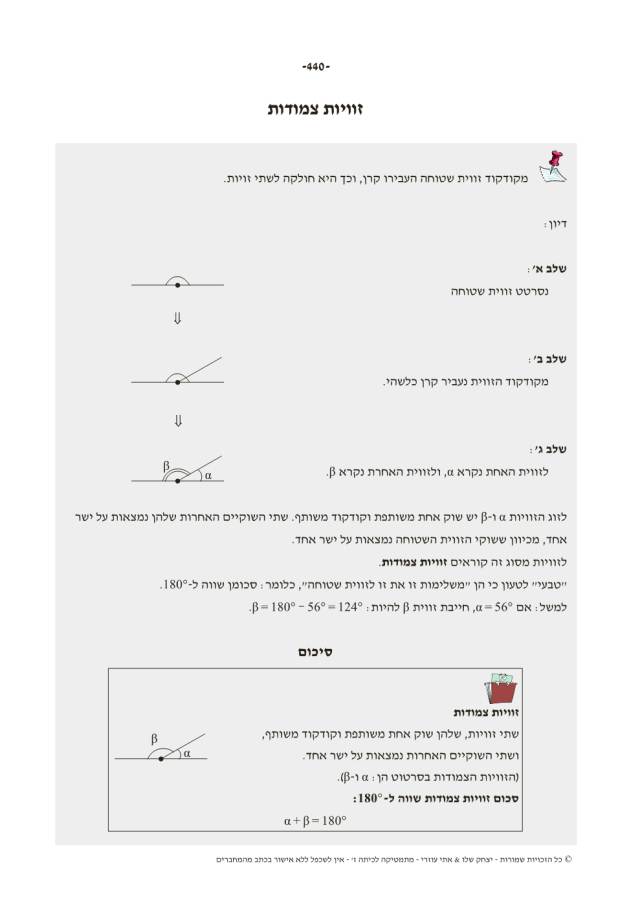 -440-
זוויות צמודות
מקודקוד זווית שטוחה העבירו קרן, וכך היא חולקה לשתי זויות.
דיון:
שלב א׳:
נסרטט זווית שטוחה
⇓
שלב ב׳:
מקודקוד הזווית נעביר קרן כלשהי.
⇓
שלב ג׳:
לזווית האחת נקרא α, ולזווית האחרת נקרא β.
β
α
לזוג הזוויות α ו-β יש שוק אחת משותפת וקודקוד משותף. שתי השוקיים האחרות שלהן נמצאות על ישר
אחד, מכיוון ששוקי הזווית השטוחה נמצאות על ישר אחד.
לזוויות מסוג זה קוראים זוויות צמודות.
״טבעי״ לטעון כי הן ״משלימות זו את זו לזווית שטוחה״, כלומר: סכומן שווה ל-180°.
למשל: אם α = 56°, חייבת זווית β להיות: β = 180° − 56° = 124°.
סיכום
זוויות צמודות
שתי זוויות, שלהן שוק אחת משותפת וקודקוד משותף,
ושתי השוקיים האחרות נמצאות על ישר אחד.
(הזוויות הצמודות בסרטוט הן: α ו-β).
β
α
סכום זוויות צמודות שווה ל-180°:
α + β = 180°
© כל הזכויות שמורות - יצחק שלו & אתי עוזרי - מתמטיקה לכיתה ז׳ - אין לשכפל ללא אישור בכתב מהמחברים